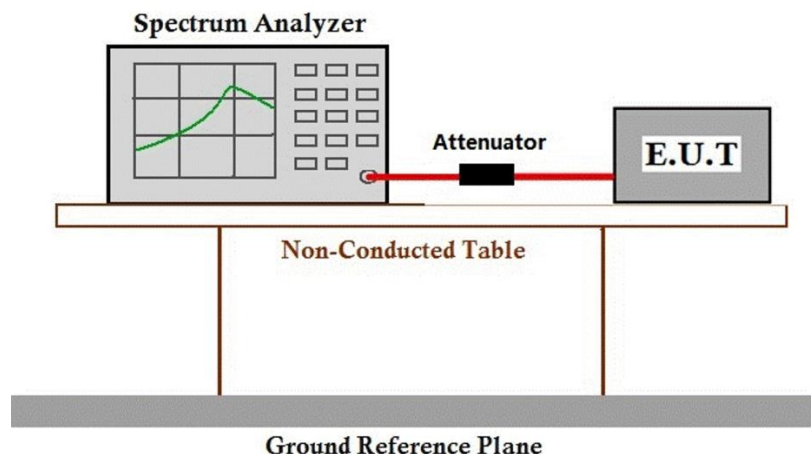 Spectrum Analyzer
Attenuator
E.U.T
Non-Conducted Table
Ground Reference Plane